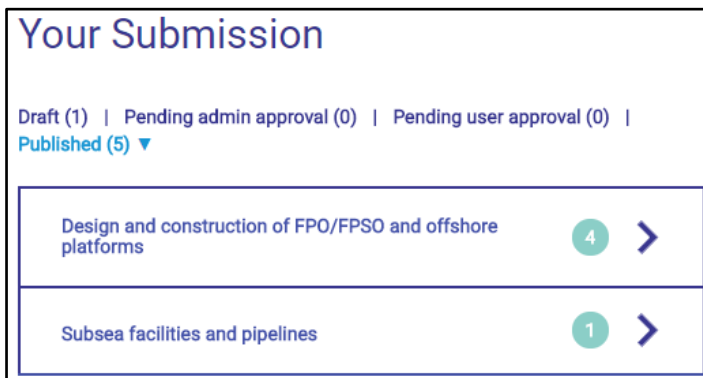 Your Submission
Draft (1) | Pending admin approval (0) | Pending user approval (0) |
Published (5) ▼
Design and construction of FPO/FPSO and offshore
platforms
4
Subsea facilities and pipelines
1